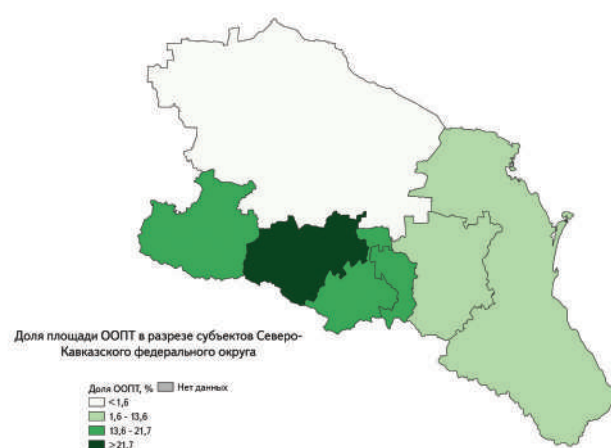 Доля площади ООПТ в разрезе субъектов Северо-
Кавказского федерального округа
Доля ООПТ, % Нет данных
<1,6
1,6 - 13,6
13,6 - 21,7
>21,7